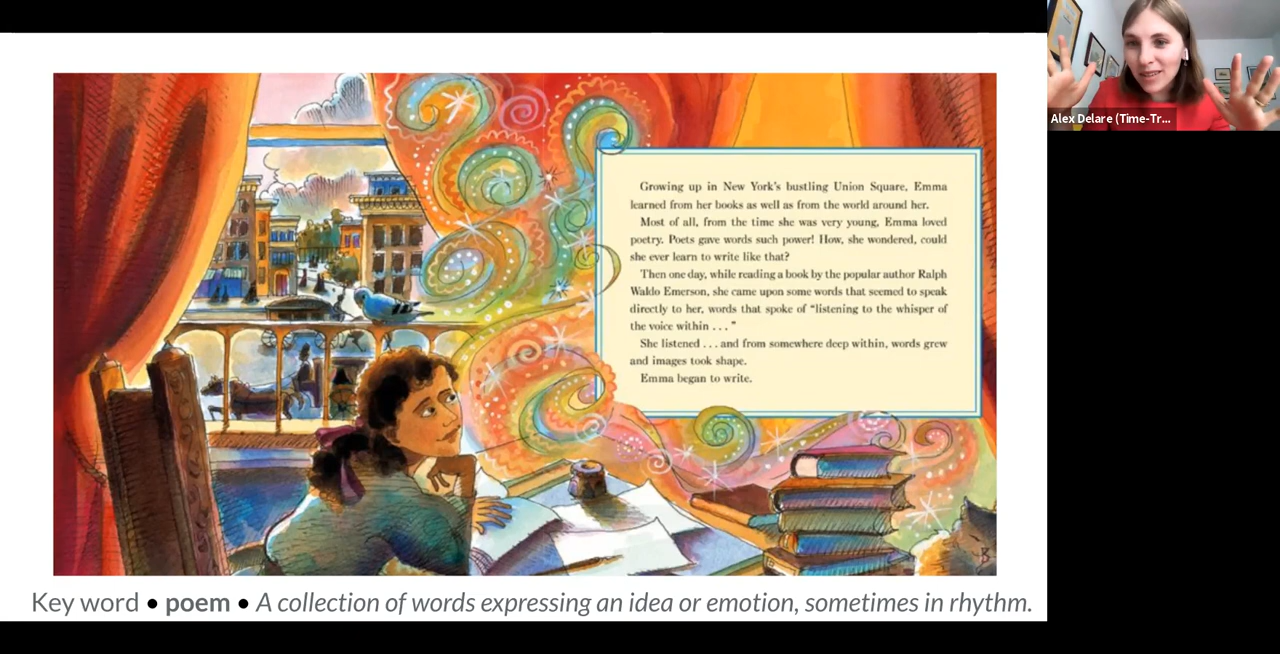 Alex Delare (Time-Tr...
Growing up in New York's bustling Union Square, Emma
learned from her books as well as from the world around her.
Most of all, from the time she was very young, Emma loved
poetry. Poets gave words such power! How, she wondered, could
she ever learn to write like that?
Then one day, while reading a book by the popular author Ralph
Waldo Emerson, she came upon some words that seemed to speak
directly to her, words that spoke of "listening to the whisper of
the voice within . . . "
She listened . . . and from somewhere deep within, words grew
and images took shape.
Emma began to write.
Key word • poem • A collection of words expressing an idea or emotion, sometimes in rhythm.